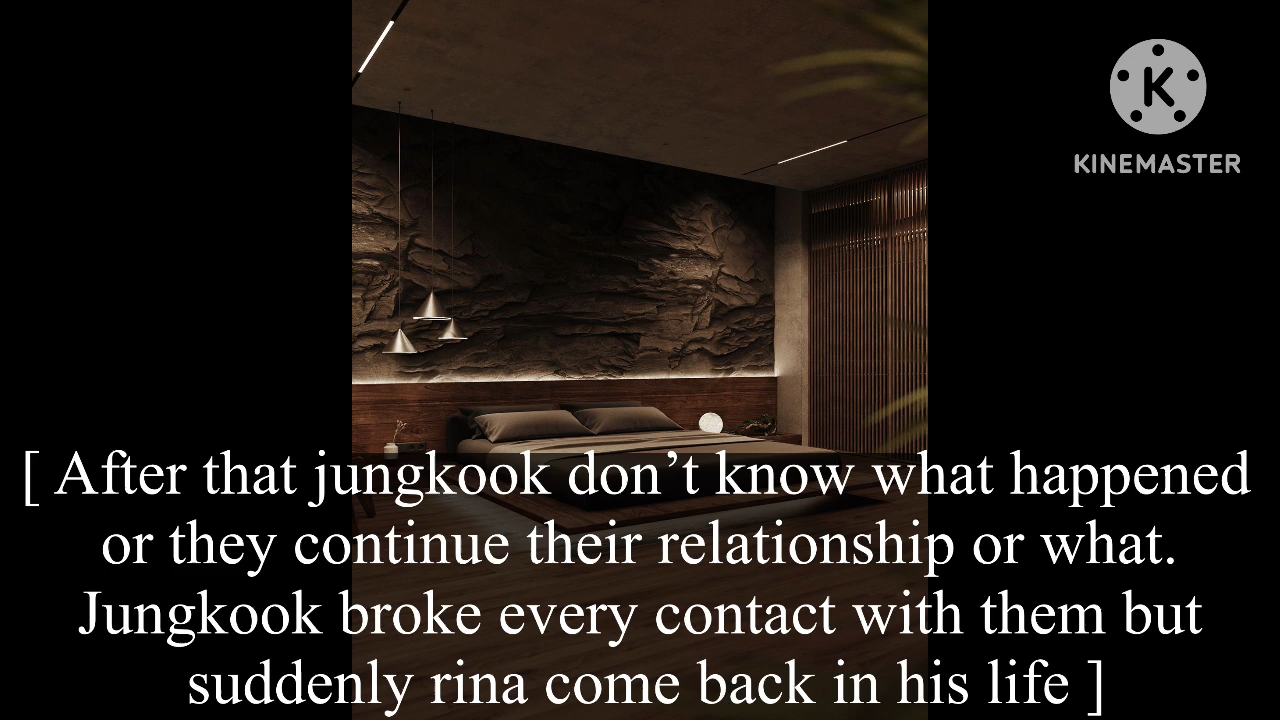 KINEMASTER
[ After that jungkook don’t know what happened
or they continue their relationship or what.
Jungkook broke every contact with them but
suddenly rina come back in his life ]